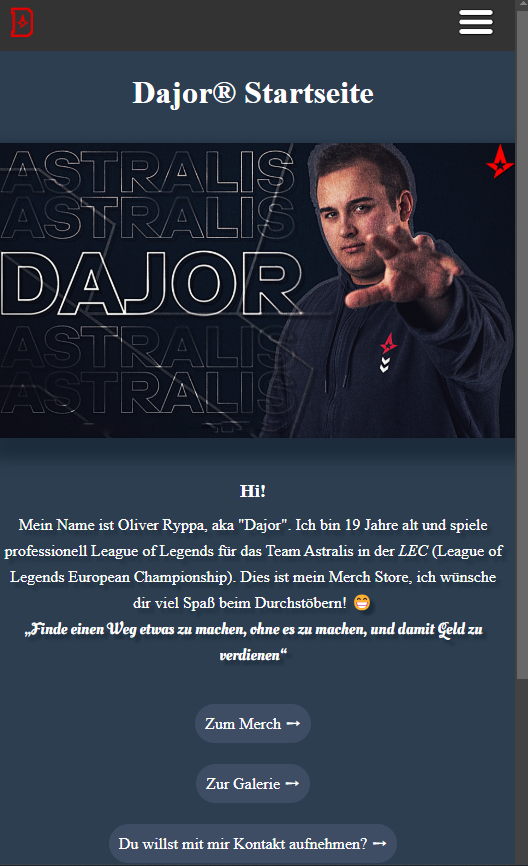 Dajor® Startseite
ASTRALIS
ASTRALIS
DAJOR
ASTRALIS
ASTRALIS
Hi!
Mein Name ist Oliver Ryppa, aka "Dajor". Ich bin 19 Jahre alt und spiele
professionell League of Legends für das Team Astralis in der LEC (League of
Legends European Championship). Dies ist mein Merch Store, ich wünsche
dir viel Spaß beim Durchstöbern! 😁
„Finde einen Weg etwas zu machen, ohne es zu machen, und damit Geld zu
verdienen“
Zum Merch ➙
Zur Galerie ➙
Du willst mit mir Kontakt aufnehmen? ➙